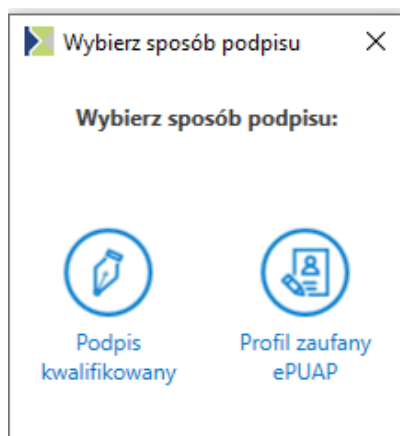 Wybierz sposób podpisu
Wybierz sposób podpisu:
Podpis
kwalifikowany
Profil zaufany
ePUAP